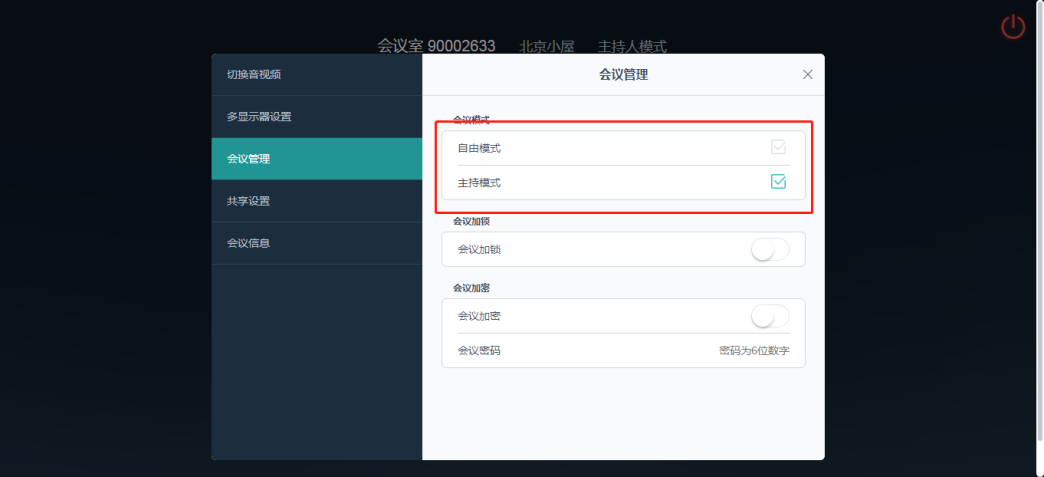 会议室 90002633 北京小屋 主持人模式
切换音视频
多显示器设置
会议管理
共享设置
会议信息
会议管理
会议模式
自由模式
主持模式
会议加锁
会议加锁
会议加密
会议加密
会议密码 密码为6位数字